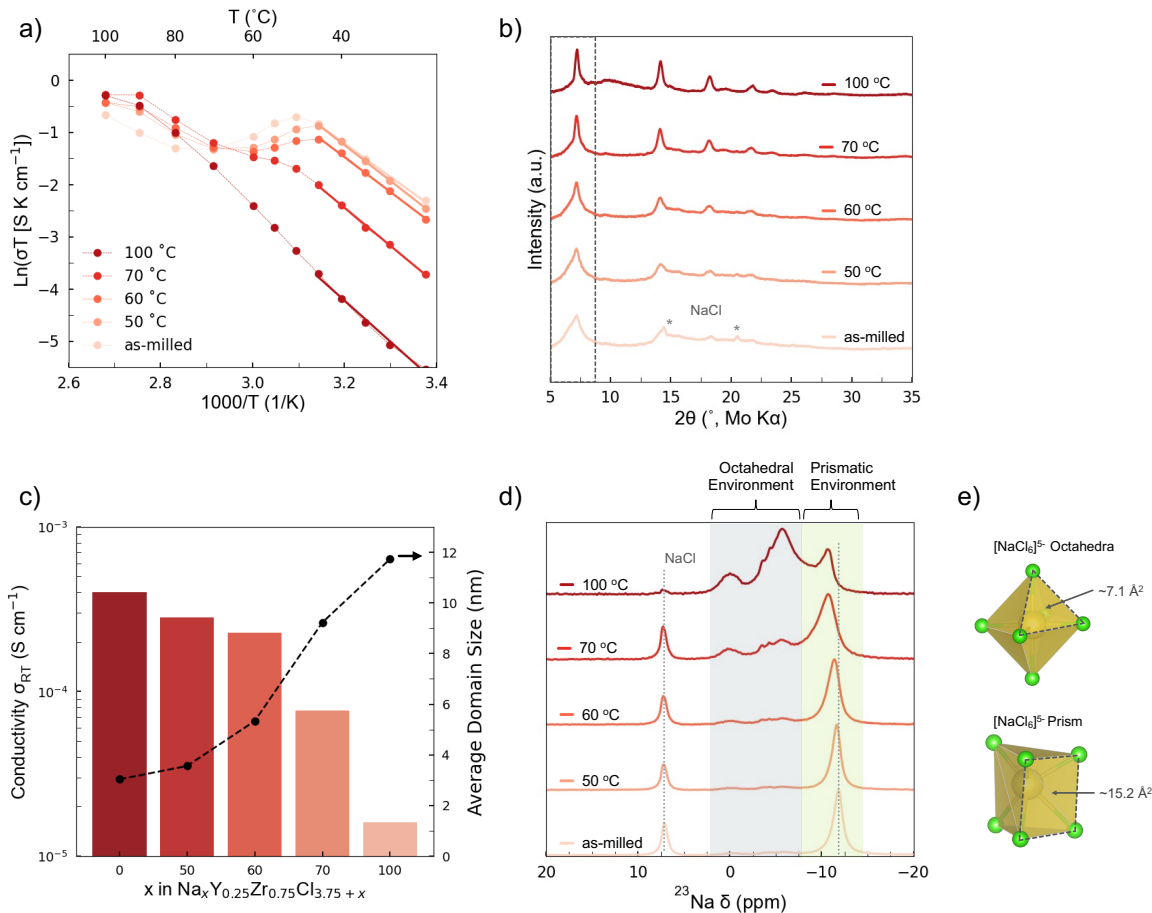 a)
T (˚C)
100 80 60 40
Ln(σT [S K cm⁻¹]
0
−1
−2
−3
−4
−5
100 ˚C
70 ˚C
60 ˚C
50 ˚C
as-milled
2.6 2.8 3.0 3.2 3.4
1000/T (1/K)
b)
Intensity (a.u.)
100 ºC
70 ºC
60 ºC
50 ºC
NaCl
* *
as-milled
5 10 15 20 25 30 35
2θ (˚, Mo Kα)
c)
Conductivity σRT (S cm⁻¹)
10⁻³
10⁻⁴
10⁻⁵
Average Domain Size (nm)
12
10
8
6
4
2
0
0 50 60 70 100
x in NaxY0.25Zr0.75Cl3.75 + x
d)
Octahedral
Environment
Prismatic
Environment
NaCl
100 ºC
70 ºC
60 ºC
50 ºC
as-milled
20 10 0 −10 −20
²³Na δ (ppm)
e)
[NaCl₆]⁵⁻ Octahedra
~7.1 Å²
[NaCl₆]⁵⁻ Prism
~15.2 Å²